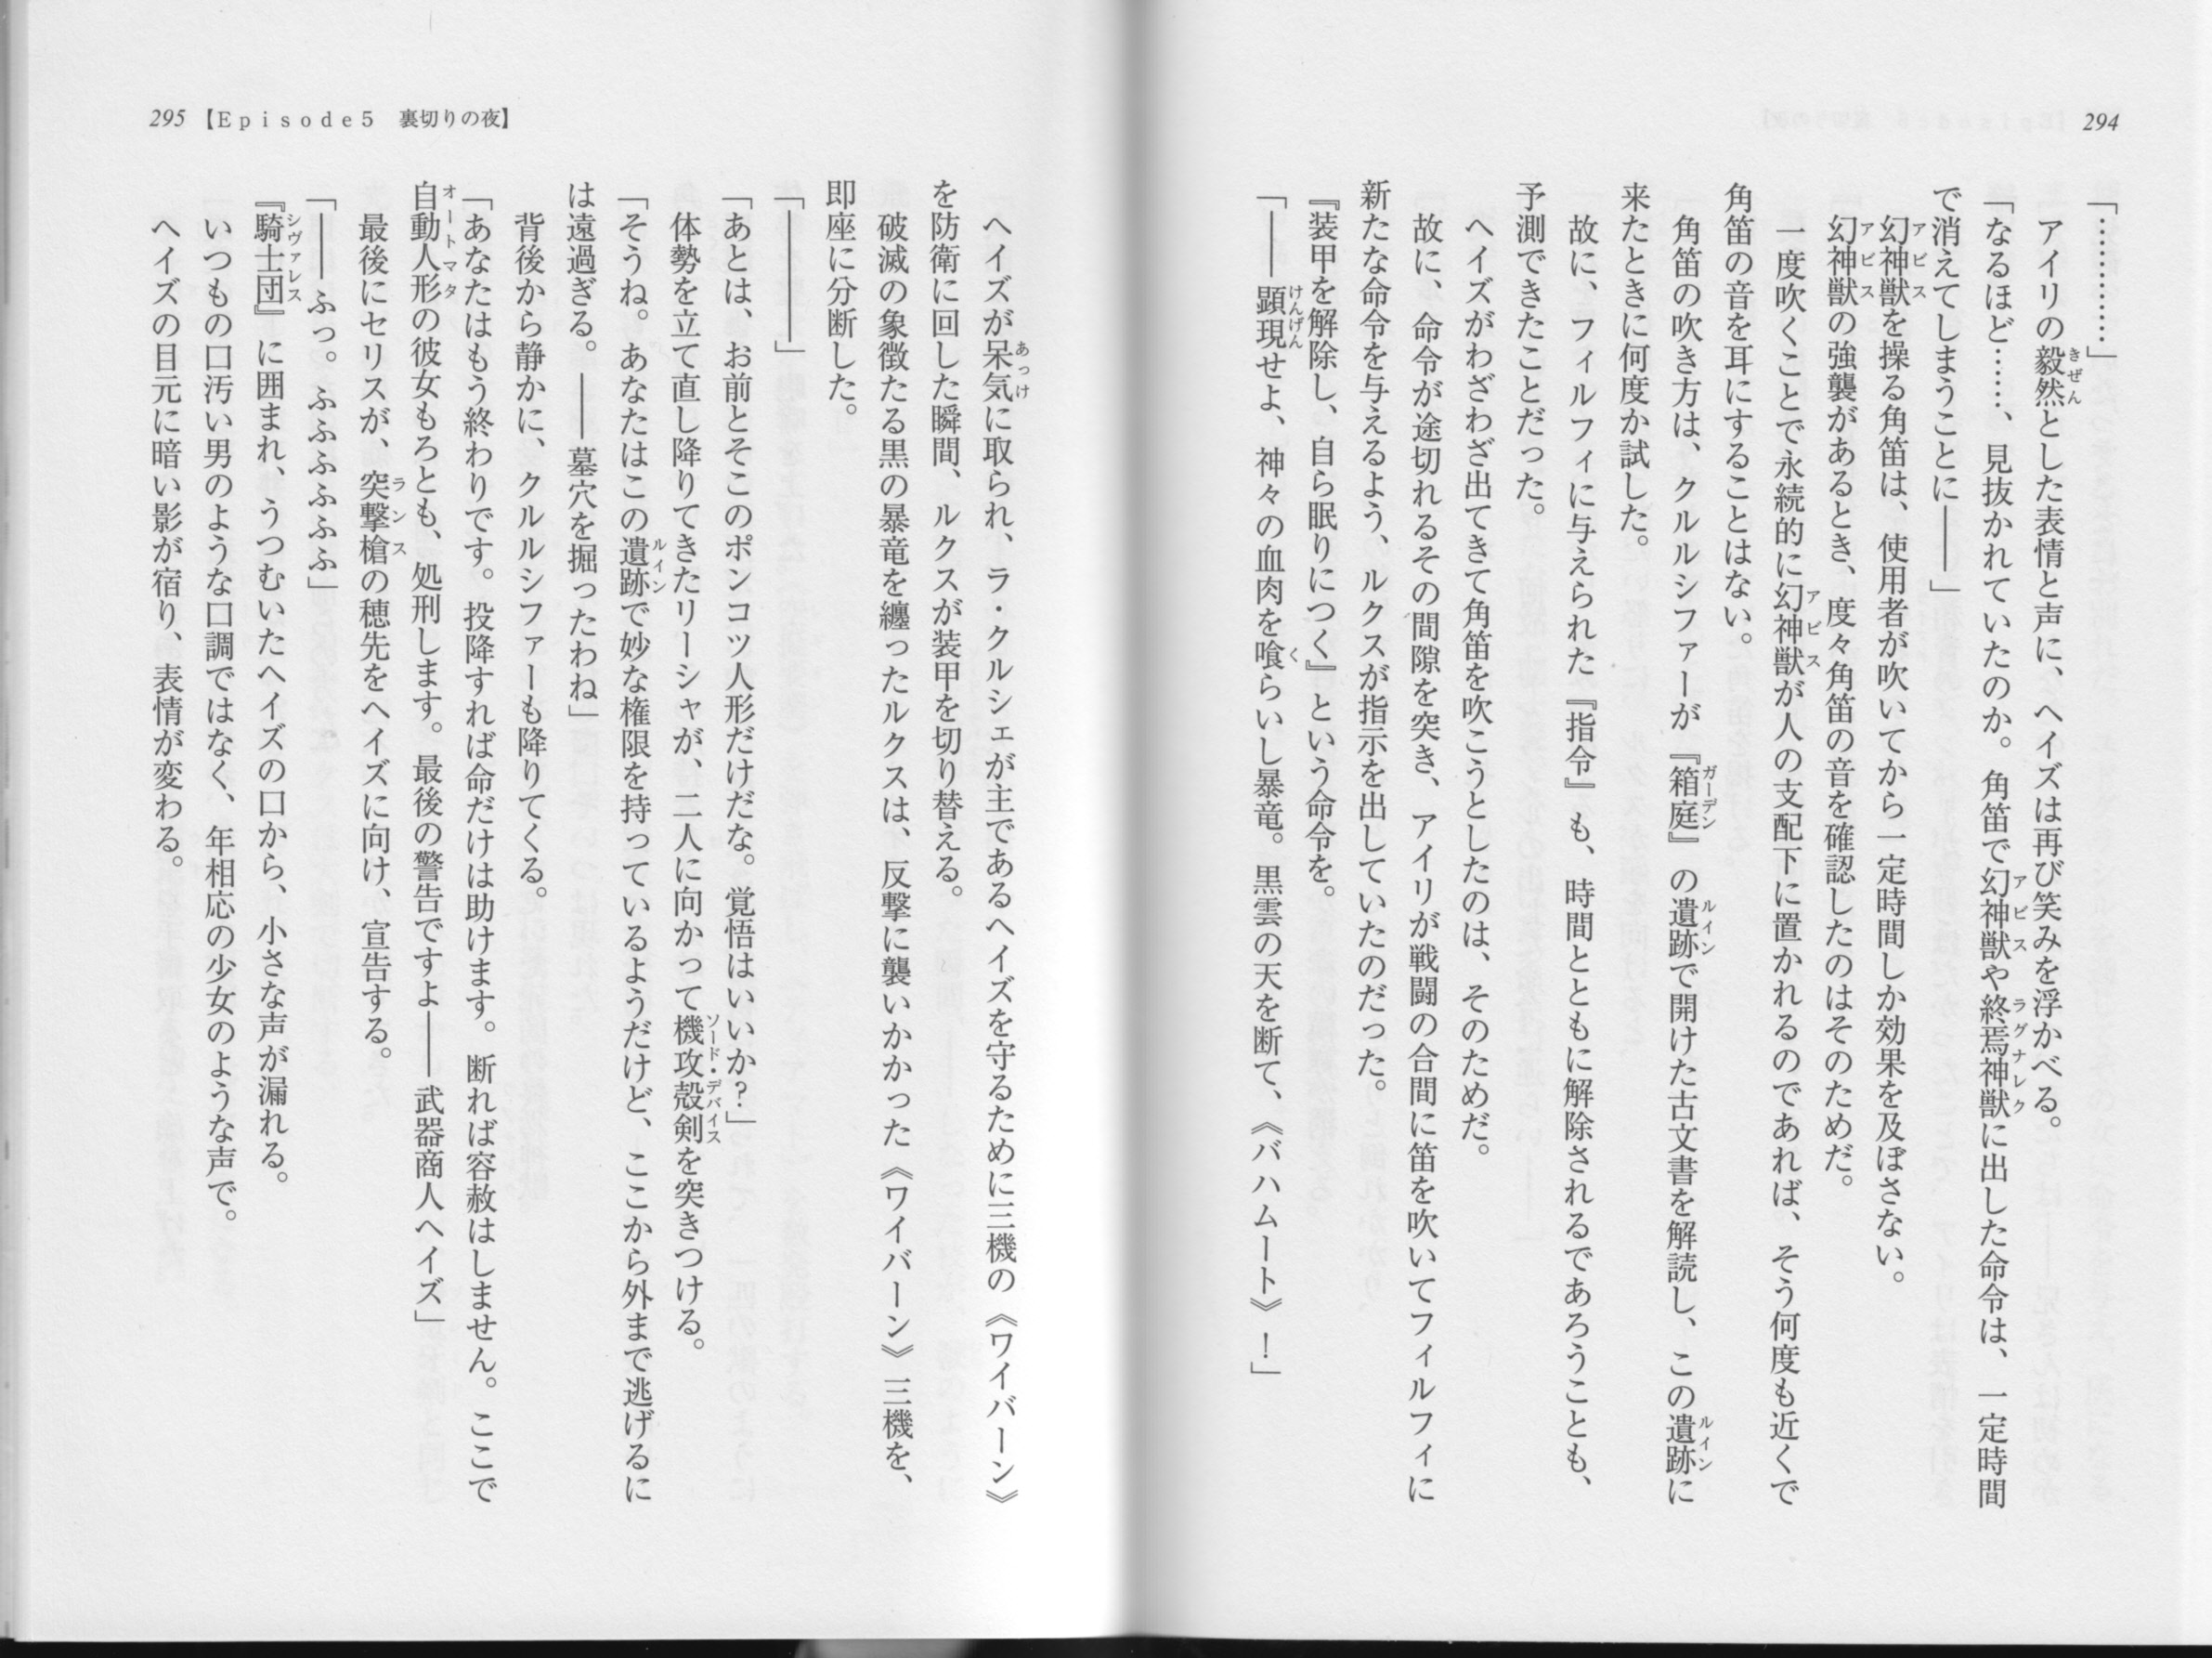 294
「…………」
アイリの毅然とした表情と声に、ヘイズは再び笑みを浮かべる。
「なるほど……、見抜かれていたのか。角笛で幻神獣や終焉神獣に出した命令は、一定時間
で消えてしまうことに――」
幻神獣を操る角笛は、使用者が吹いてから一定時間しか効果を及ぼさない。
幻神獣の強襲があるとき、度々角笛の音を確認したのはそのためだ。
一度吹くことで永続的に幻神獣が人の支配下に置かれるのであれば、そう何度も近くで
角笛の音を耳にすることはない。
角笛の吹き方は、クルルシファーが『箱庭』の遺跡で開けた古文書を解読し、この遺跡に
来たときに何度か試した。
故に、フィルフィに与えられた『指令』も、時間とともに解除されるであろうことも、
予測できたことだった。
ヘイズがわざわざ出てきて角笛を吹こうとしたのは、そのためだ。
故に、命令が途切れるその間隙を突き、アイリが戦闘の合間に笛を吹いてフィルフィに
新たな命令を与えるよう、ルクスが指示を出していたのだった。
『装甲を解除し、自ら眠りにつく』という命令を。
「――顕現せよ、神々の血肉を喰らいし暴竜。黒雲の天を断て、《バハムート》！」
295【Episode5　裏切りの夜】
ヘイズが呆気に取られ、ラ・クルシェが主であるヘイズを守るために三機の《ワイバーン》
を防衛に回した瞬間、ルクスが装甲を切り替える。
破滅の象徴たる黒の暴竜を纏ったルクスは、反撃に襲いかかった《ワイバーン》三機を、
即座に分断した。
「――――」
「あとは、お前とそこのポンコツ人形だけだな。覚悟はいいか？」
体勢を立て直し降りてきたリーシャが、二人に向かって機攻殻剣を突きつける。
「そうね。あなたはこの遺跡で妙な権限を持っているようだけど、ここから外まで逃げるに
は遠過ぎる。――墓穴を掘ったわね」
背後から静かに、クルルシファーも降りてくる。
「あなたはもう終わりです。投降すれば命だけは助けます。断れば容赦はしません。ここで
自動人形の彼女もろとも、処刑します。最後の警告ですよ――武器商人ヘイズ」
最後にセリスが、突撃槍の穂先をヘイズに向け、宣告する。
「――ふっ。ふふふふふふ」
『騎士団』に囲まれ、うつむいたヘイズの口から、小さな声が漏れる。
いつもの口汚い男のような口調ではなく、年相応の少女のような声で。
ヘイズの目元に暗い影が宿り、表情が変わる。